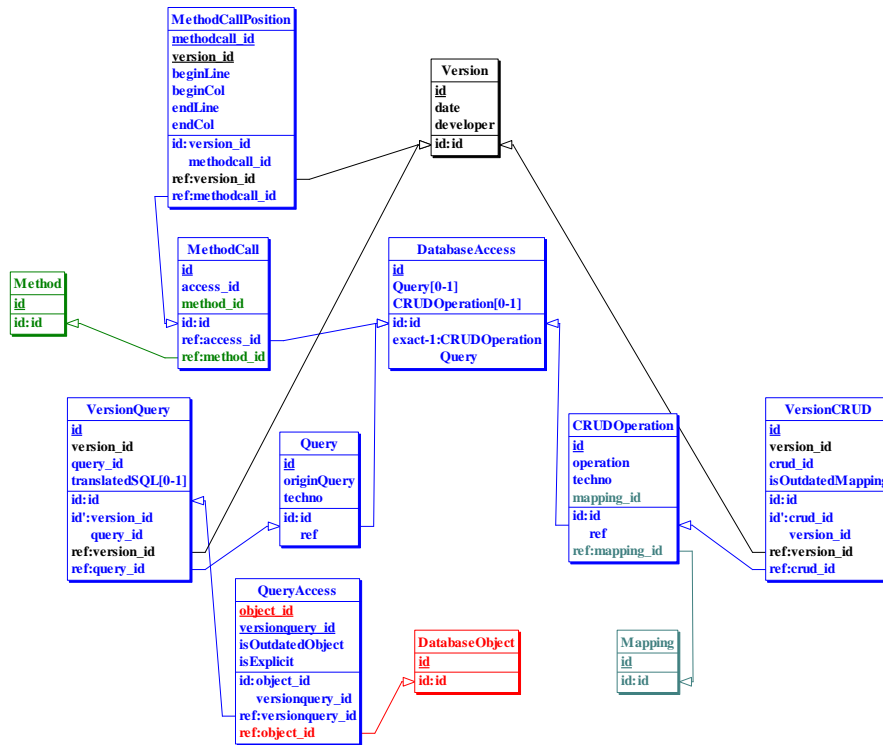 MethodCallPosition
methodcall_id
version_id
beginLine
beginCol
endLine
endCol
id: version_id
methodcall_id
ref:version_id
ref:methodcall_id
Version
id
date
developer
id:id
Method
id
id:id
MethodCall
id
access_id
method_id
id:id
ref:access_id
ref:method_id
DatabaseAccess
id
Query[0-1]
CRUDOperation[0-1]
id:id
exact-1:CRUDOperation
Query
VersionQuery
id
version_id
query_id
translatedSQL[0-1]
id:id
id':version_id
query_id
ref:version_id
ref:query_id
Query
id
originQuery
techno
id:id
ref
CRUDOperation
id
operation
techno
mapping_id
id:id
ref
ref:mapping_id
VersionCRUD
id
version_id
crud_id
isOutdatedMapping
id:id
id':crud_id
version_id
ref:version_id
ref:crud_id
QueryAccess
object_id
versionquery_id
isOutdatedObject
isExplicit
id: object_id
versionquery_id
ref:versionquery_id
ref:object_id
DatabaseObject
id
id:id
Mapping
id
id:id